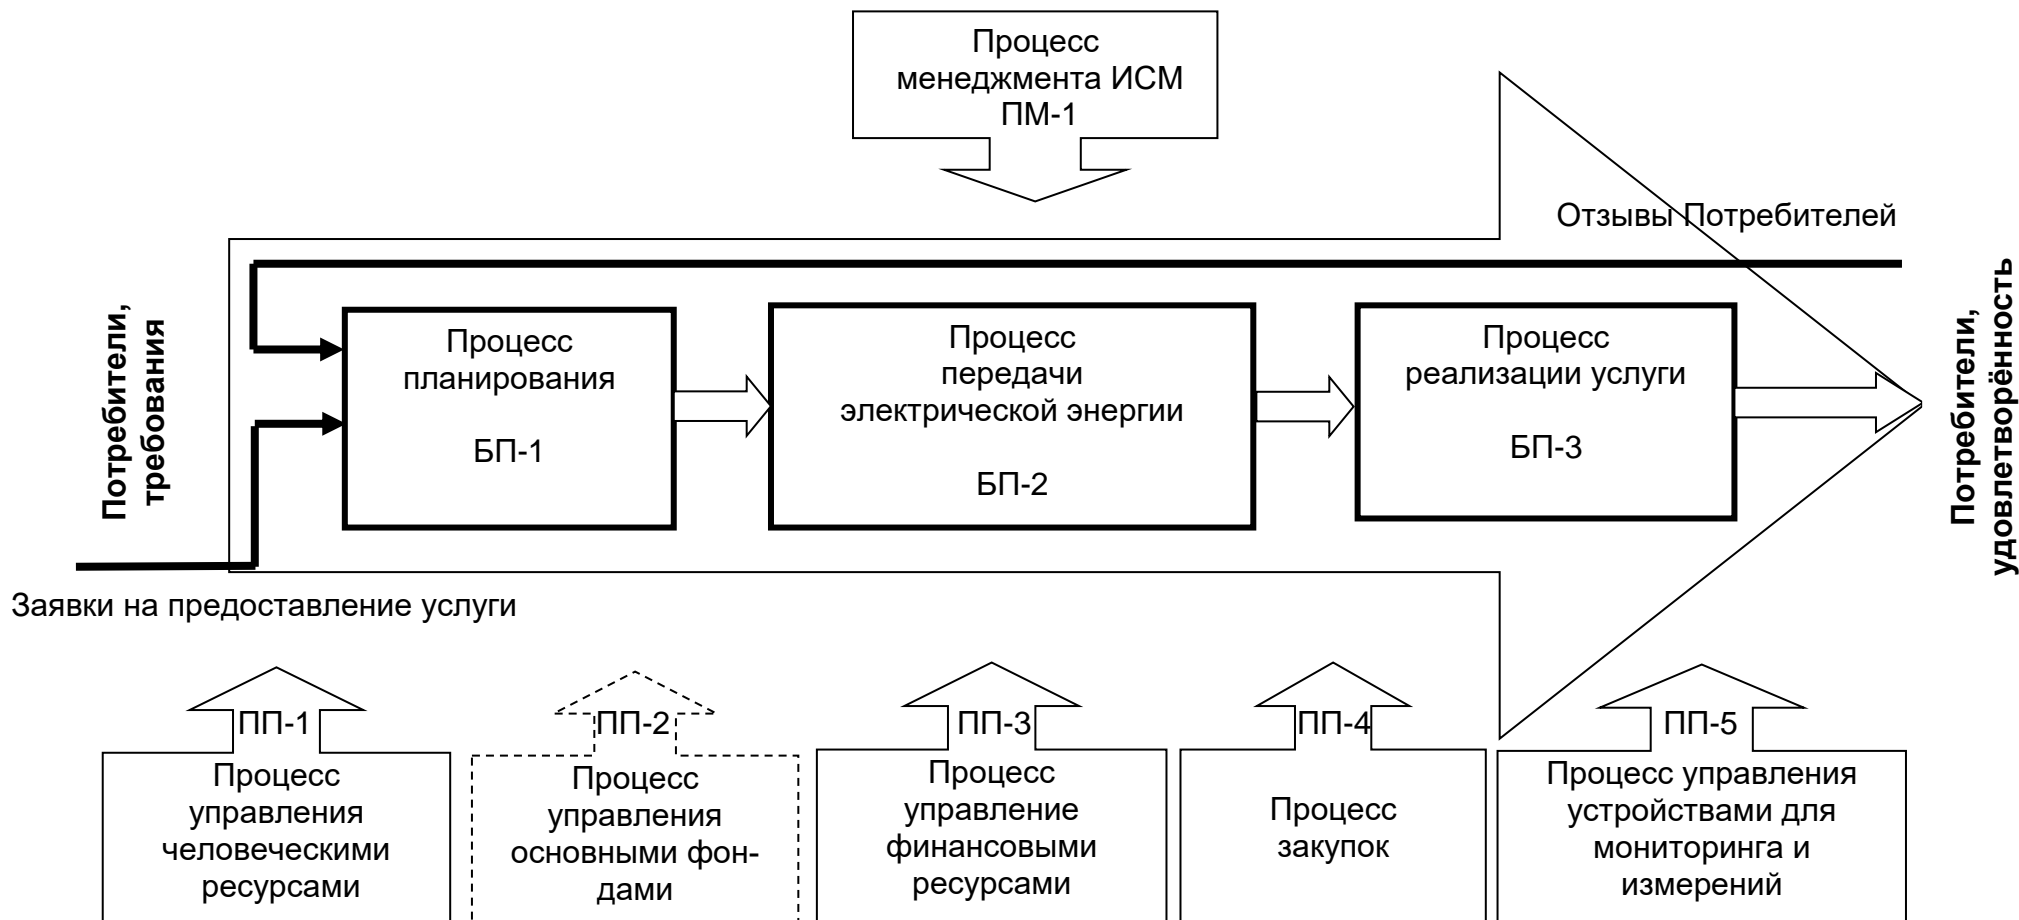 Процесс
менеджмента ИСМ
ПМ-1
Отзывы Потребителей
Потребители,
требования
Процесс
планирования
БП-1
Процесс
передачи
электрической энергии
БП-2
Процесс
реализации услуги
БП-3
Потребители,
удовлетворённость
Заявки на предоставление услуги
ПП-1
Процесс
управления
человеческими
ресурсами
ПП-2
Процесс
управления
основными фон-
дами
ПП-3
Процесс
управление
финансовыми
ресурсами
ПП-4
Процесс
закупок
ПП-5
Процесс управления
устройствами для
мониторинга и
измерений